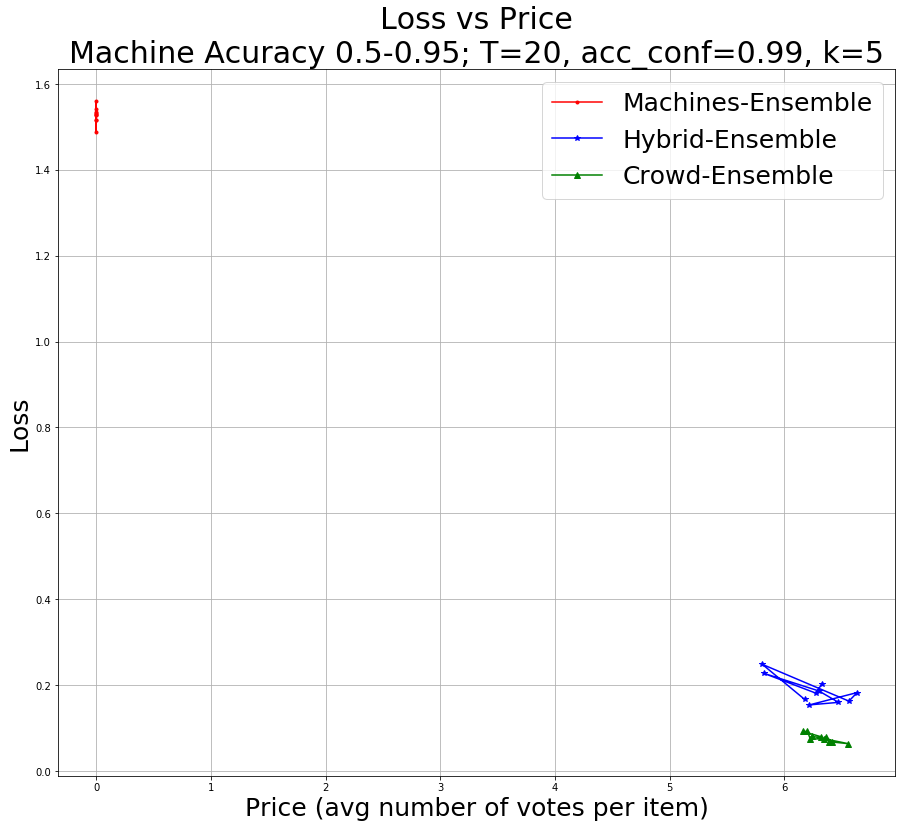 Loss vs Price
Machine Acuracy 0.5-0.95; T=20, acc_conf=0.99, k=5
Machines-Ensemble
Hybrid-Ensemble
Crowd-Ensemble
1.6
1.4
1.2
1.0
0.8
0.6
0.4
0.2
0.0
Loss
0 1 2 3 4 5 6
Price (avg number of votes per item)